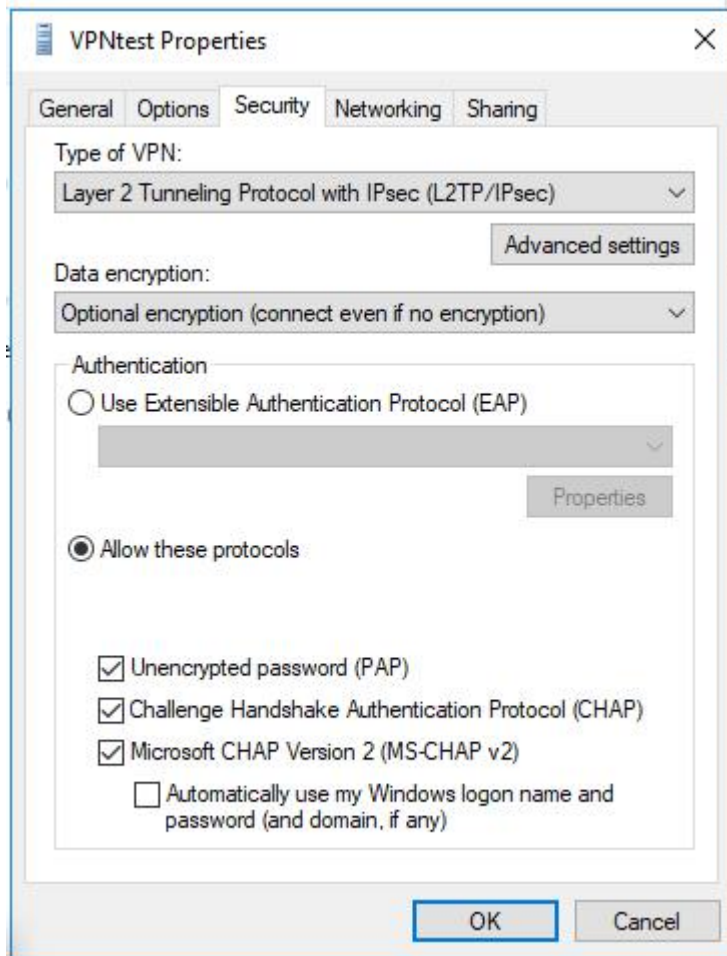 VPNtest Properties
General Options Security Networking Sharing
Type of VPN:
Layer 2 Tunneling Protocol with IPsec (L2TP/IPsec)
Advanced settings
Data encryption:
Optional encryption (connect even if no encryption)
Authentication
Use Extensible Authentication Protocol (EAP)
Properties
Allow these protocols
Unencrypted password (PAP)
Challenge Handshake Authentication Protocol (CHAP)
Microsoft CHAP Version 2 (MS-CHAP v2)
Automatically use my Windows logon name and
password (and domain, if any)
OK Cancel